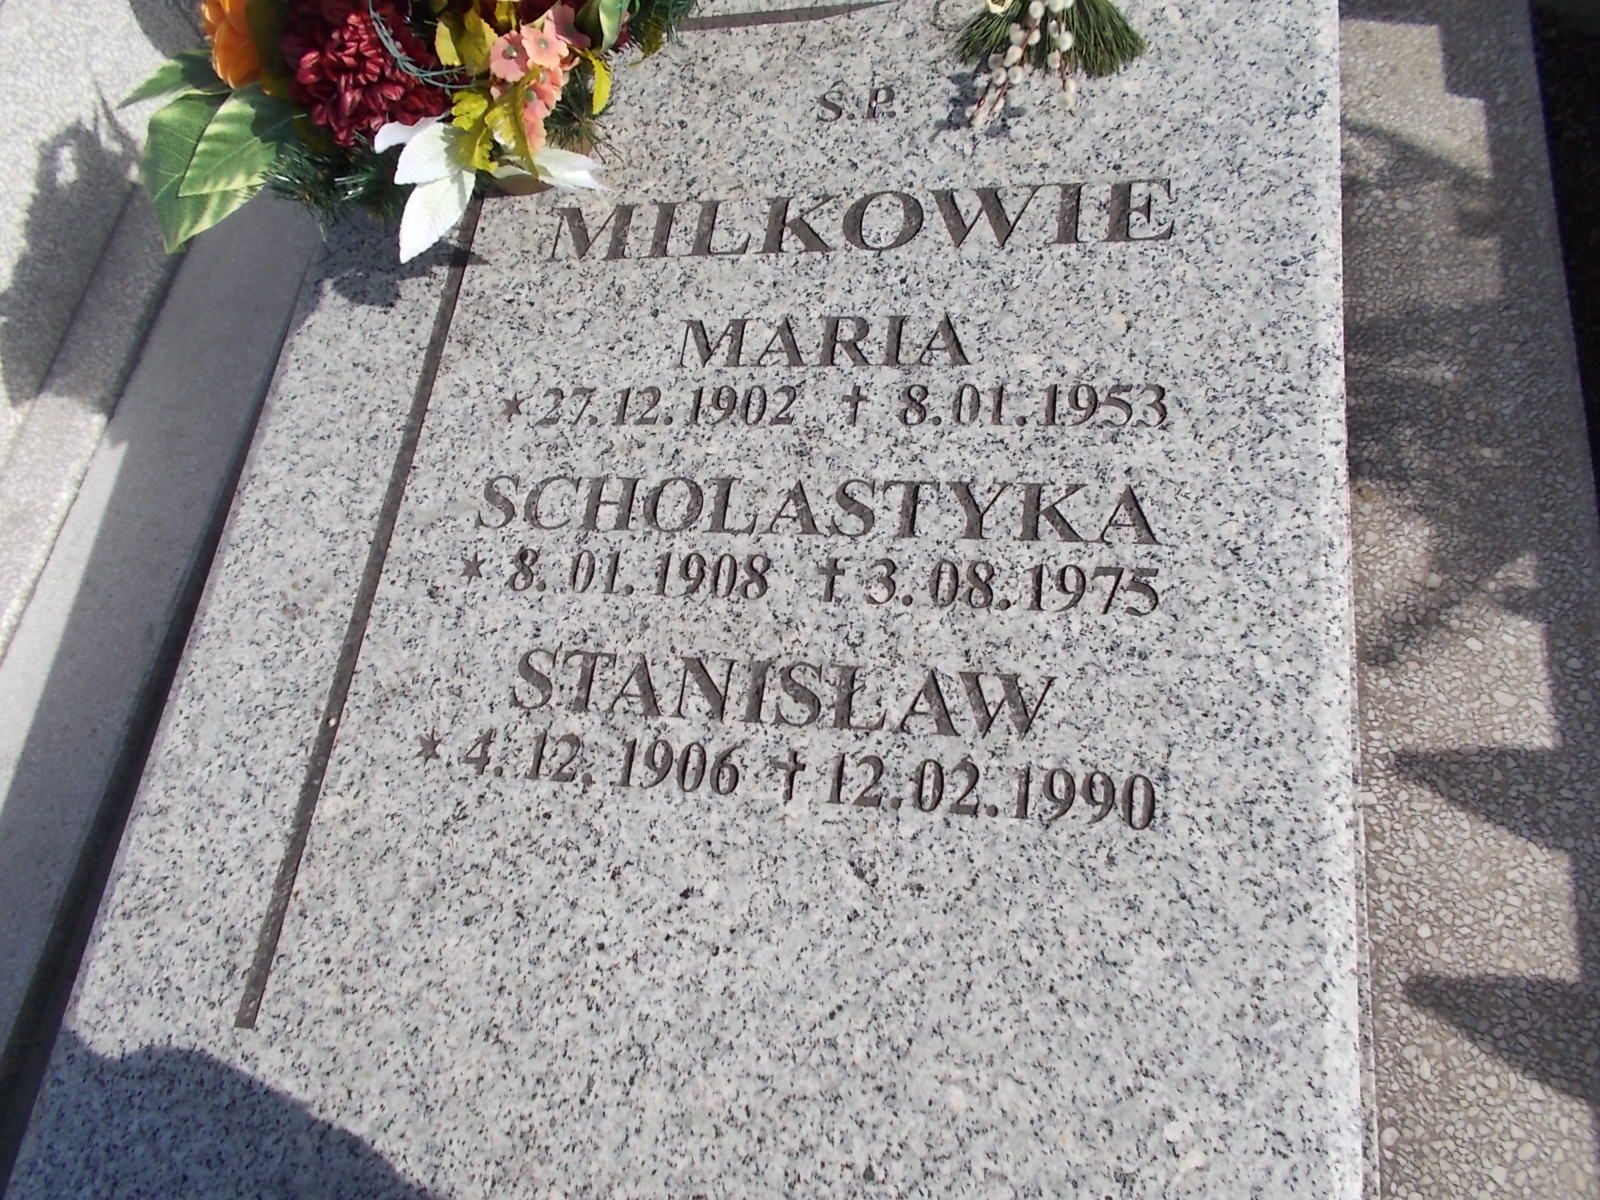 Ś.P.
MILKOWIE
MARIA
* 27.12.1902 † 8.01.1953
SCHOLASTYKA
* 8.01.1908 † 3.08.1975
STANISŁAW
* 4.12.1906 † 12.02.1990